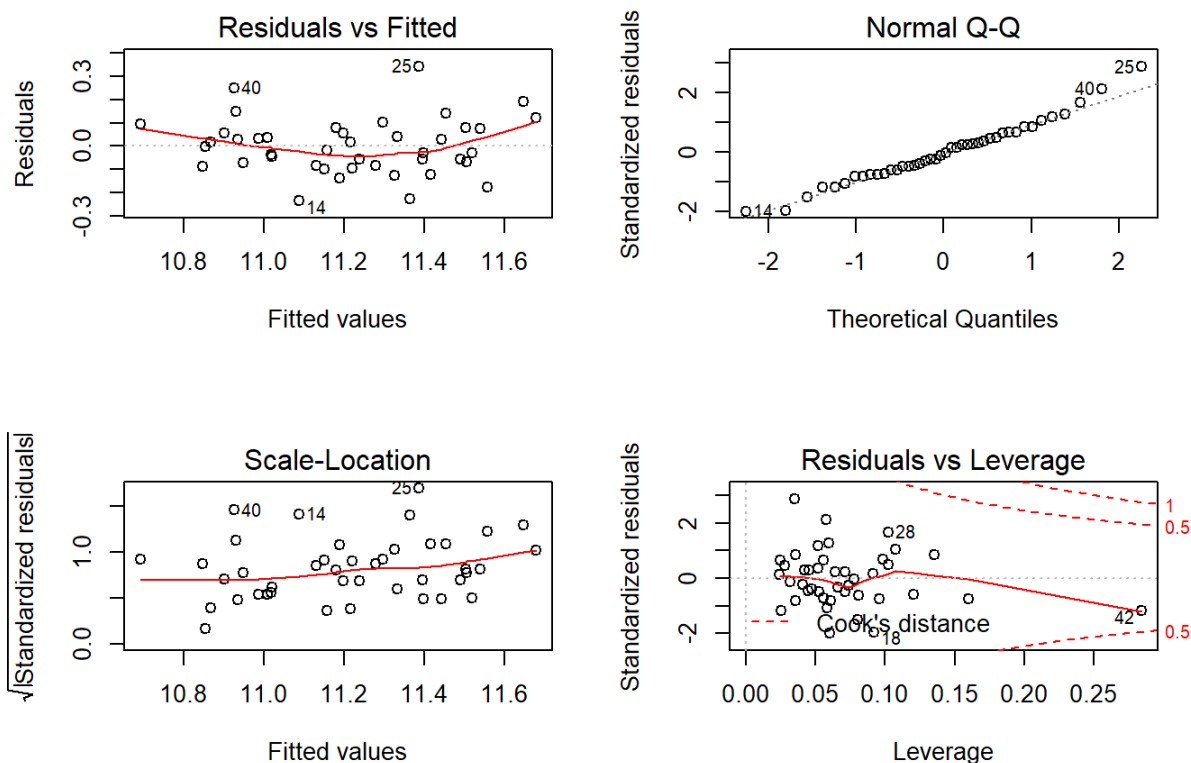 Residuals vs Fitted
Residuals
0.3
0.0
-0.3
40
25
14
10.8 11.0 11.2 11.4 11.6
Fitted values
Normal Q-Q
Standardized residuals
2
0
-2
25
40
14
-2 -1 0 1 2
Theoretical Quantiles
Scale-Location
√|Standardized residuals|
1.0
0.0
40
14
25
10.8 11.0 11.2 11.4 11.6
Fitted values
Residuals vs Leverage
Standardized residuals
2
0
-2
28
42
18
1
0.5
0.5
Cook's distance
0.00 0.05 0.10 0.15 0.20 0.25
Leverage